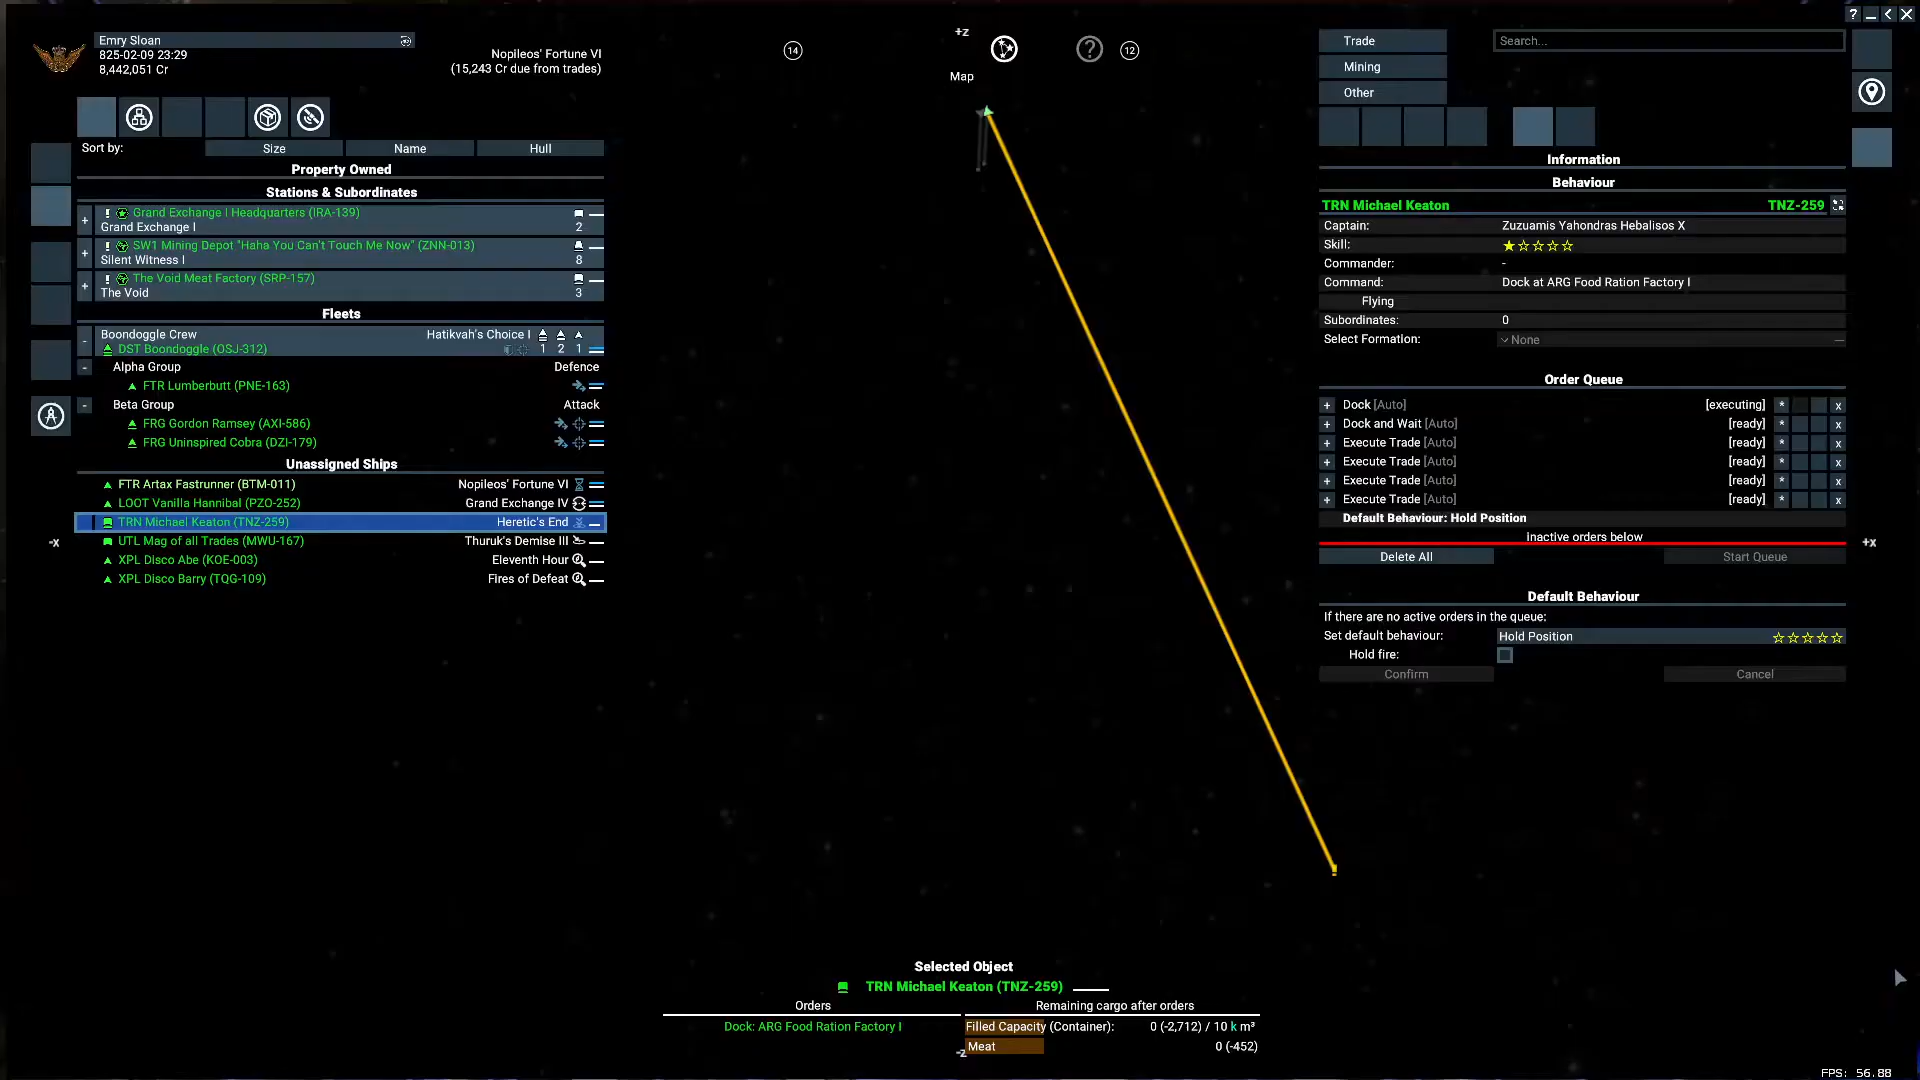 Emry Sloan
825-02-09 23:29
8,442,051 Cr
Nopileos' Fortune VI
(15,243 Cr due from trades)
Sort by:
Size
Name
Hull
Property Owned
Stations & Subordinates
+
! Grand Exchange I Headquarters (IRA-139)
Grand Exchange I
2
+
! SW1 Mining Depot "Haha You Can't Touch Me Now" (ZNN-013)
Silent Witness I
8
+
! The Void Meat Factory (SRP-157)
The Void
3
Fleets
-
Boondoggle Crew
Hatikvah's Choice I
DST Boondoggle (OSJ-312)
1 2 1
-
Alpha Group
Defence
FTR Lumberbutt (PNE-163)
-
Beta Group
Attack
FRG Gordon Ramsey (AXI-586)
FRG Uninspired Cobra (DZI-179)
Unassigned Ships
FTR Artax Fastrunner (BTM-011)
Nopileos' Fortune VI
LOOT Vanilla Hannibal (PZO-252)
Grand Exchange IV
TRN Michael Keaton (TNZ-259)
Heretic's End
UTL Mag of all Trades (MWU-167)
Thuruk's Demise III
XPL Disco Abe (KOE-003)
Eleventh Hour
XPL Disco Barry (TQG-109)
Fires of Defeat
-x
14
+z
Map
?
12
+x
-z
Selected Object
TRN Michael Keaton (TNZ-259)
Orders
Remaining cargo after orders
Dock: ARG Food Ration Factory I
Filled Capacity (Container):
0 (-2,712) / 10 k m³
Meat
0 (-452)
? _ < X
Trade
Mining
Other
Search...
Information
Behaviour
TRN Michael Keaton
TNZ-259
Captain:
Zuzuamis Yahondras Hebalisos X
Skill:
Commander:
-
Command:
Dock at ARG Food Ration Factory I
Flying
Subordinates:
0
Select Formation:
None
Order Queue
+ Dock [Auto] [executing] * x
+ Dock and Wait [Auto] [ready] * x
+ Execute Trade [Auto] [ready] * x
+ Execute Trade [Auto] [ready] * x
+ Execute Trade [Auto] [ready] * x
+ Execute Trade [Auto] [ready] * x
Default Behaviour: Hold Position
inactive orders below
Delete All
Start Queue
Default Behaviour
If there are no active orders in the queue:
Set default behaviour:
Hold Position
Hold fire:
Confirm
Cancel
FPS: 56.88